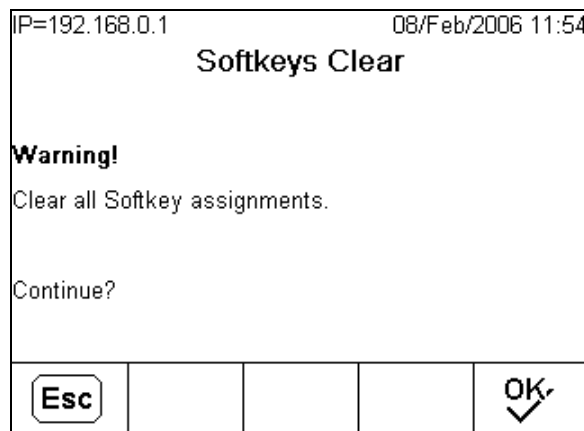 IP=192.168.0.1 08/Feb/2006 11:54
Softkeys Clear
Warning!
Clear all Softkey assignments.
Continue?
Esc OK